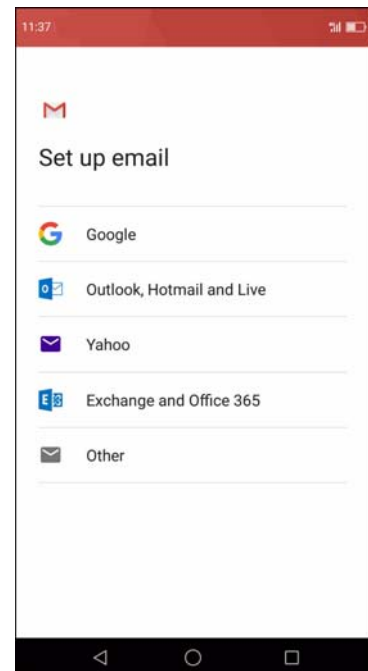 11:37
Set up email
Google
Outlook, Hotmail and Live
Yahoo
Exchange and Office 365
Other